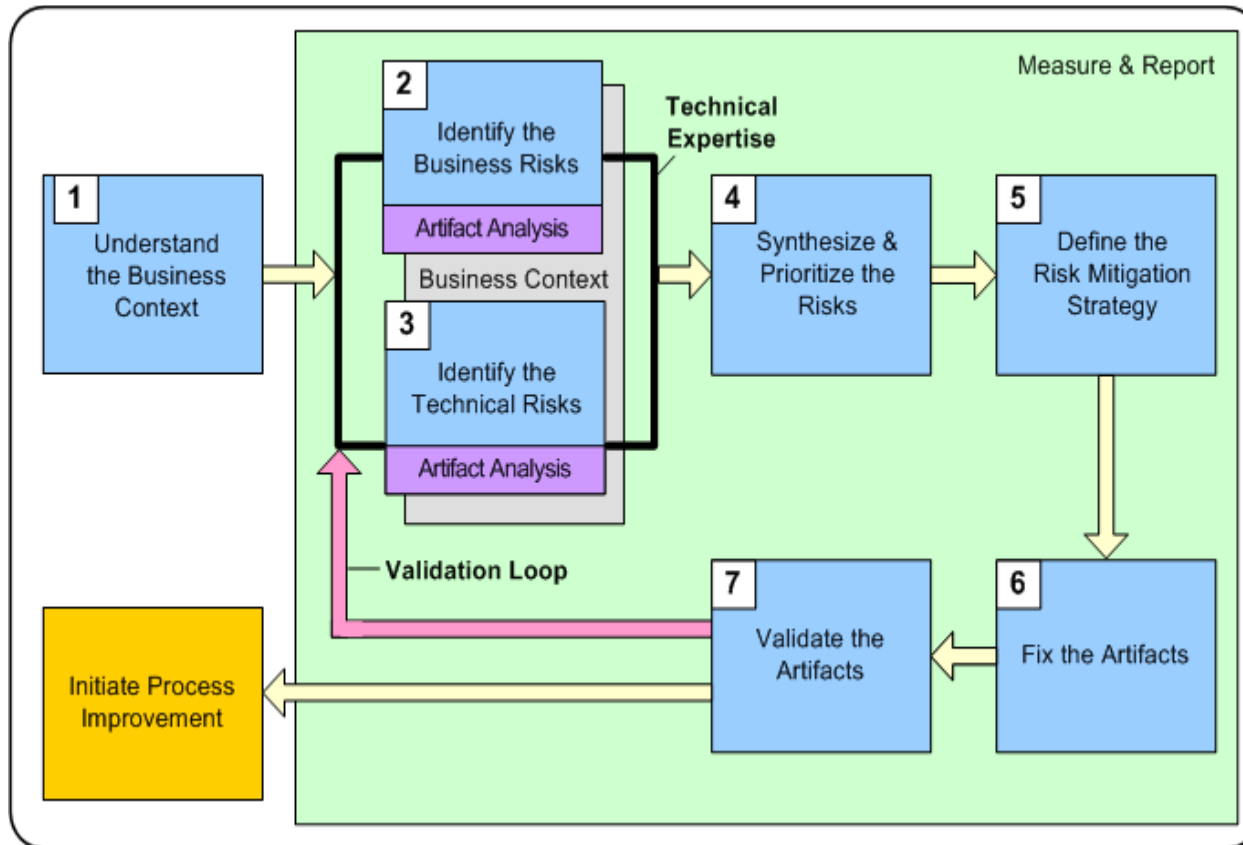 Measure & Report
2
Identify the
Business Risks
Artifact Analysis
Technical
Expertise
1
Understand
the Business
Context
Business Context
3
Identify the
Technical Risks
Artifact Analysis
4
Synthesize &
Prioritize the
Risks
5
Define the
Risk Mitigation
Strategy
Validation Loop
7
Validate the
Artifacts
6
Fix the Artifacts
Initiate Process
Improvement